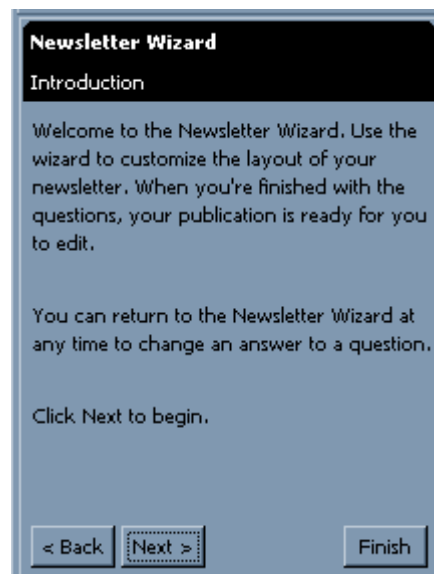 Newsletter Wizard
Introduction
Welcome to the Newsletter Wizard. Use the
wizard to customize the layout of your
newsletter. When you're finished with the
questions, your publication is ready for you
to edit.
You can return to the Newsletter Wizard at
any time to change an answer to a question.
Click Next to begin.
< Back Next > Finish